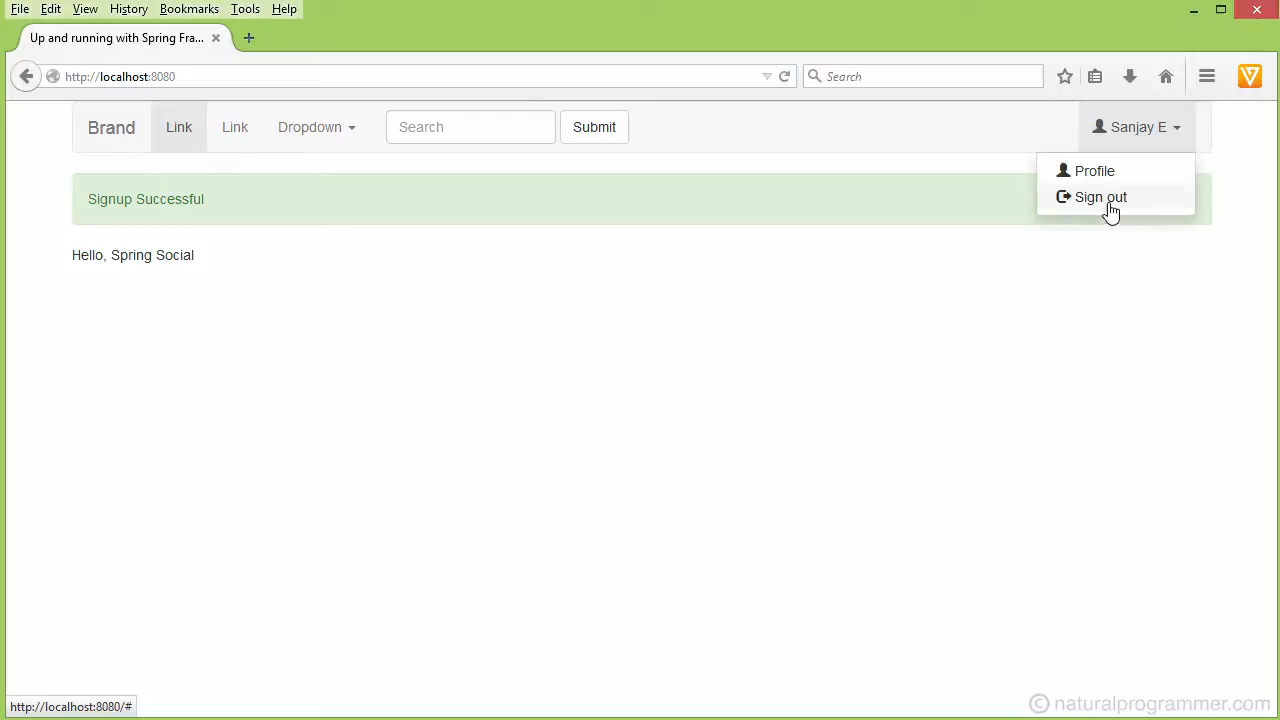 File Edit View History Bookmarks Tools Help
Up and running with Spring Fra...
http://localhost:8080
Search
Brand Link Link Dropdown Search Submit Sanjay E
Profile
Signup Successful
Sign out
Hello, Spring Social
http://localhost:8080/#
© naturalprogrammer.com